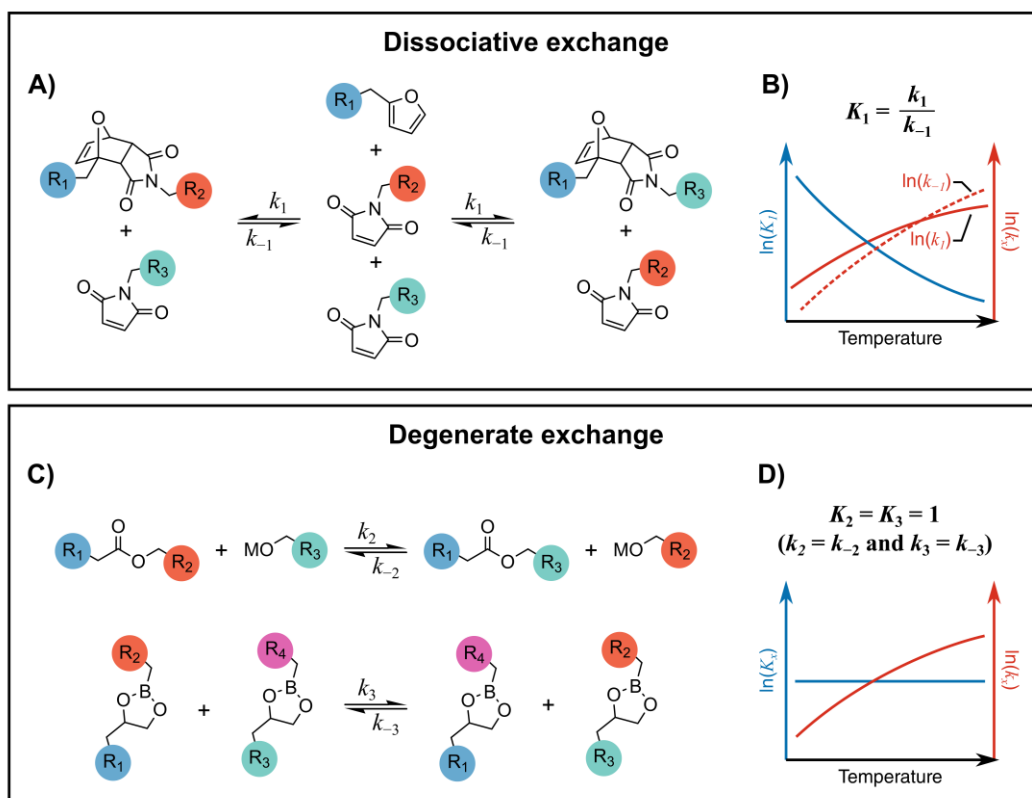 Dissociative exchange
A)
R1
O
O
N
O
R2
+
O
N
O
R3
k1
k−1
R1
O
+
R2
O
N
O
+
R3
O
N
O
k1
k−1
R1
O
O
N
O
R3
+
R2
O
N
O
B)
K1 = k1
k−1
ln(K1)
ln(k−1)
ln(k1)
ln(kx)
Temperature
Degenerate exchange
C)
R1
O
O
R2
+
MO
R3
k2
k−2
R1
O
O
R3
+
MO
R2
R2
B
O
O
R1
+
R4
B
O
O
R3
k3
k−3
R4
B
O
O
R1
+
R2
B
O
O
R3
D)
K2 = K3 = 1
(k2 = k−2 and k3 = k−3)
ln(Kx)
ln(kx)
Temperature